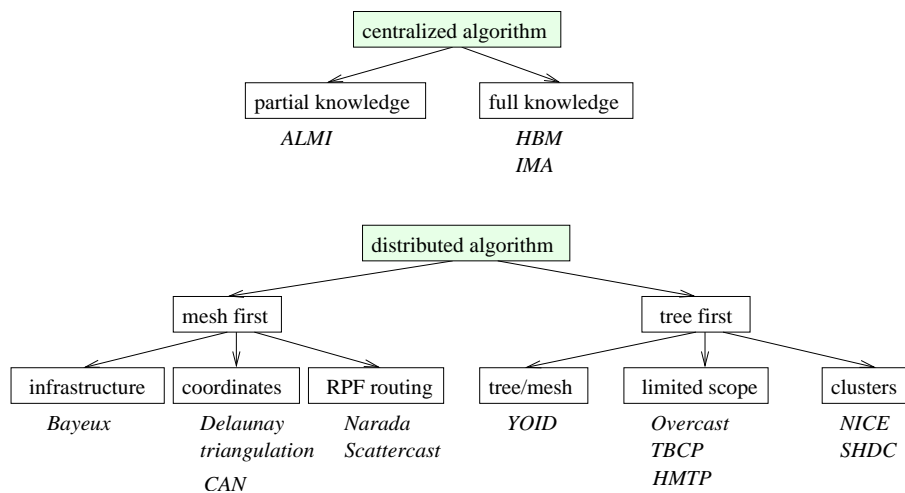 centralized algorithm
partial knowledge
full knowledge
ALMI
HBM
IMA
distributed algorithm
mesh first
tree first
infrastructure
coordinates
RPF routing
tree/mesh
limited scope
clusters
Bayeux
Delaunay
triangulation
CAN
Narada
Scattercast
YOID
Overcast
TBCP
HMTP
NICE
SHDC